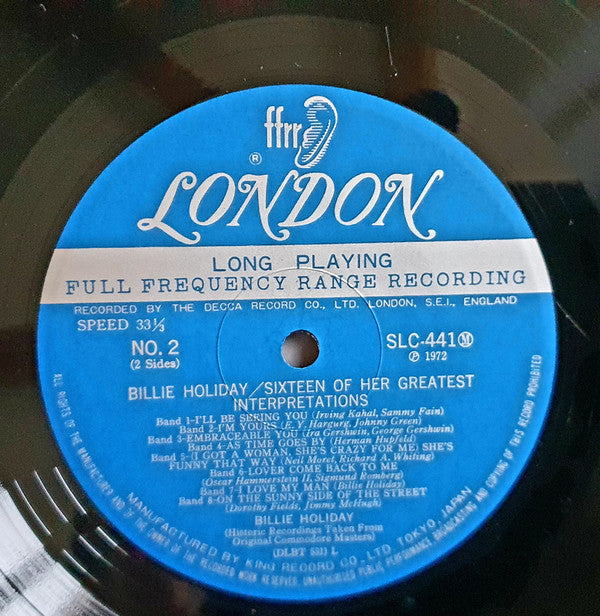 ffrr
®
LONDON
LONG PLAYING
FULL FREQUENCY RANGE RECORDING
RECORDED BY THE DECCA RECORD CO., LTD. LONDON, S.E.I., ENGLAND
SPEED 33⅓
NO. 2
(2 Sides)
SLC-441Ⓜ
Ⓟ 1972
BILLIE HOLIDAY/SIXTEEN OF HER GREATEST
INTERPRETATIONS
Band 1-I'LL BE SEEING YOU (Irving Kahal, Sammy Fain)
Band 2-I'M YOURS (E. Y. Hargurg, Johnny Green)
Band 3-EMBRACEABLE YOU (Ira Gershwin, George Gershwin)
Band 4-AS TIME GOES BY (Herman Hupfeld)
Band 5-(I GOT A WOMAN, SHE'S CRAZY FOR ME) SHE'S
FUNNY THAT WAY (Neil Moret, Richard A. Whiting)
Band 6-LOVER COME BACK TO ME
(Oscar Hammerstein II, Sigmund Romberg)
Band 7-I LOVE MY MAN (Billie Holiday)
Band 8-ON THE SUNNY SIDE OF THE STREET
(Dorothy Fields, Jimmy McHugh)
BILLIE HOLIDAY
(Historic Recordings Taken From
Original Commodore Masters)
MANUFACTURED BY KING RECORD CO., LTD, TOKYO, JAPAN
ALL RIGHTS OF THE MANUFACTURER AND OF THE OWNER OF THE RECORDED WORK RESERVED. UNAUTHORISED PUBLIC PERFORMANCE BROADCASTING AND COPYING OF THIS RECORD PROHIBITED